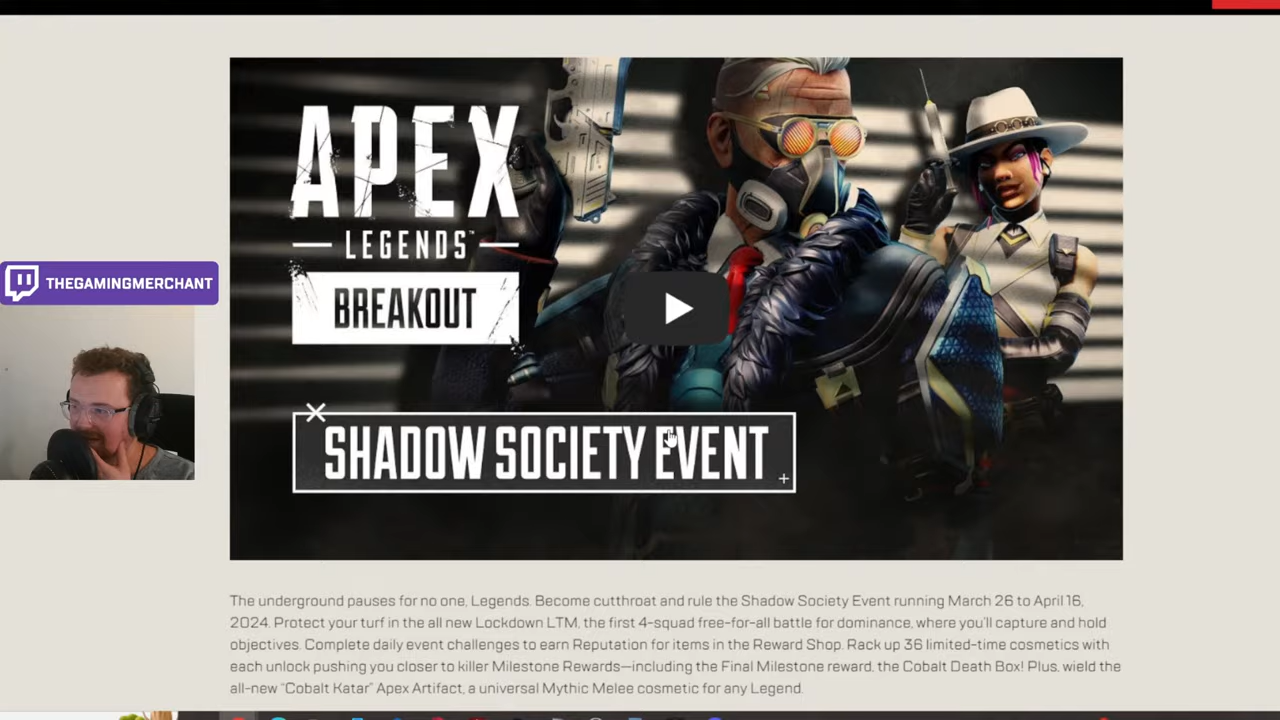 APEX
LEGENDS™
BREAKOUT
THEGAMINGMERCHANT
SHADOW SOCIETY EVENT
The underground pauses for no one, Legends. Become cutthroat and rule the Shadow Society Event running March 26 to April 16,
2024. Protect your turf in the all new Lockdown LTM, the first 4-squad free-for-all battle for dominance, where you'll capture and hold
objectives. Complete daily event challenges to earn Reputation for items in the Reward Shop. Rack up 36 limited-time cosmetics with
each unlock pushing you closer to killer Milestone Rewards—including the Final Milestone reward, the Cobalt Death Box! Plus, wield the
all-new "Cobalt Katar" Apex Artifact, a universal Mythic Melee cosmetic for any Legend.